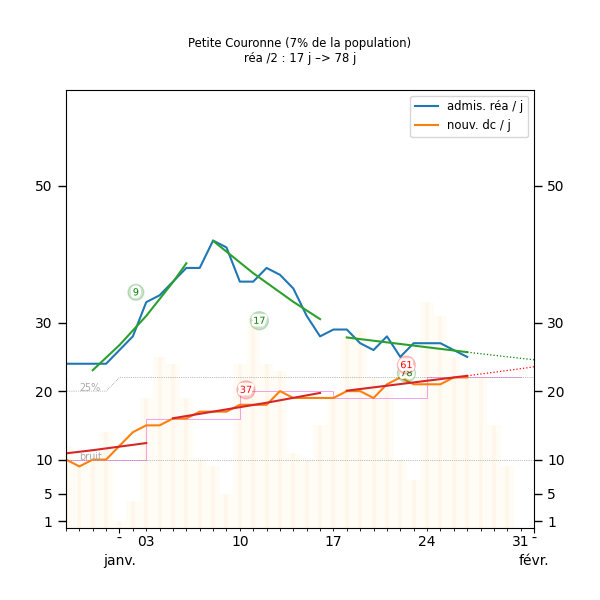 Petite Couronne (7% de la population)
réa /2 : 17 j –> 78 j
admis. réa / j
nouv. dc / j
50 50
9
17
30 30
61
78
25%
37
20 20
bruit
10 10
5 5
1 1
- 03 10 17 24 31 -
janv. févr.